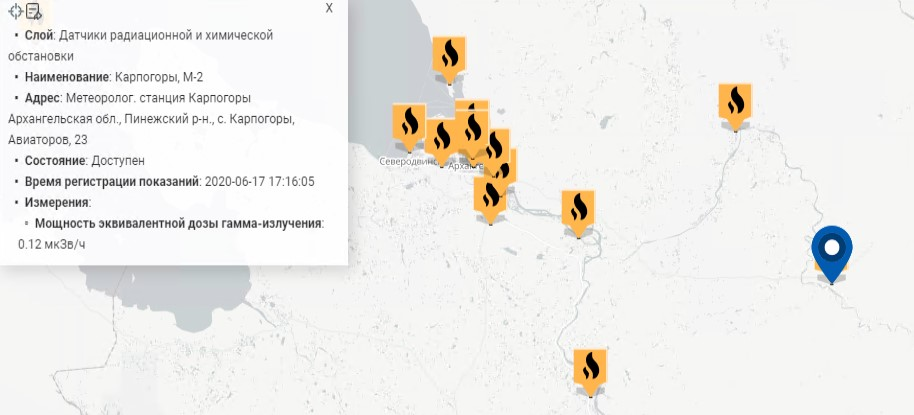 X
• Слой: Датчики радиационной и химической
обстановки
• Наименование: Карпогоры, М-2
• Адрес: Метеоролог. станция Карпогоры
Архангельская обл., Пинежский р-н., с. Карпогоры,
Авиаторов, 23
• Состояние: Доступен
• Время регистрации показаний: 2020-06-17 17:16:05
• Измерения:
◦ Мощность эквивалентной дозы гамма-излучения:
0.12 мкЗв/ч